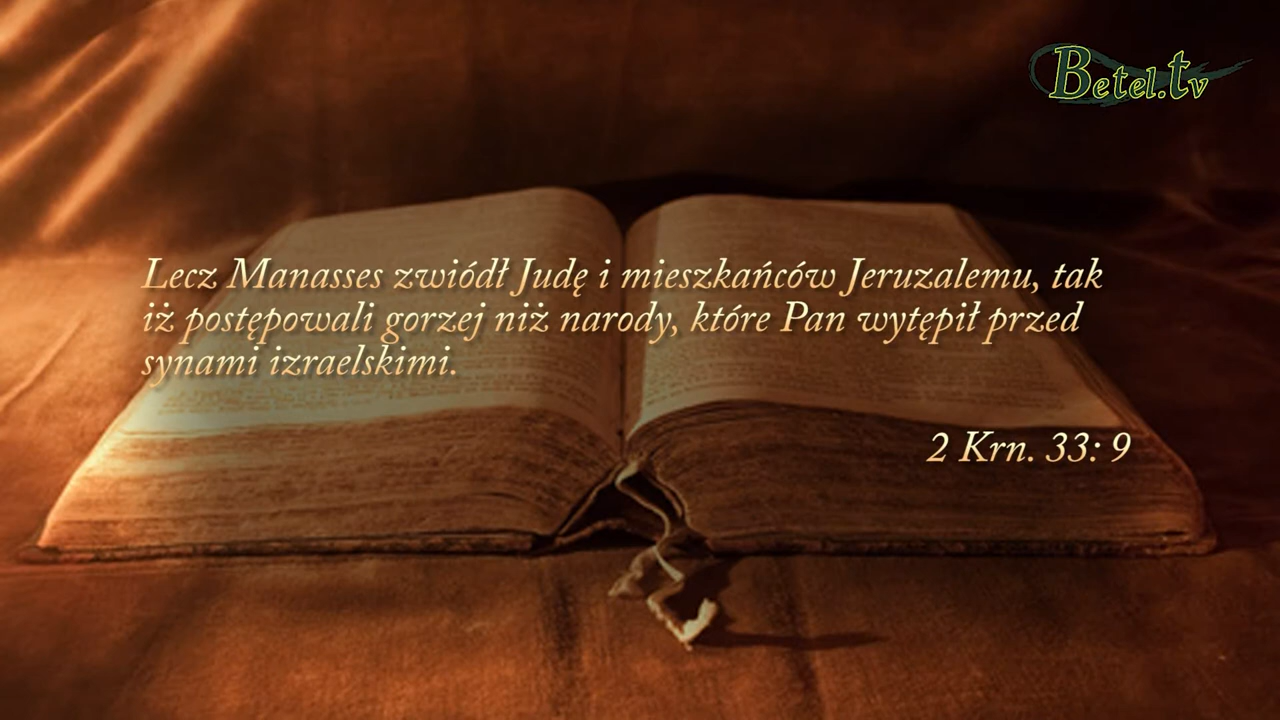 Betel.tv
Lecz Manasses zwiódł Judę i mieszkańców Jeruzalemu, tak
iż postępowali gorzej niż narody, które Pan wytępił przed
synami izraelskimi.
2 Krn. 33: 9